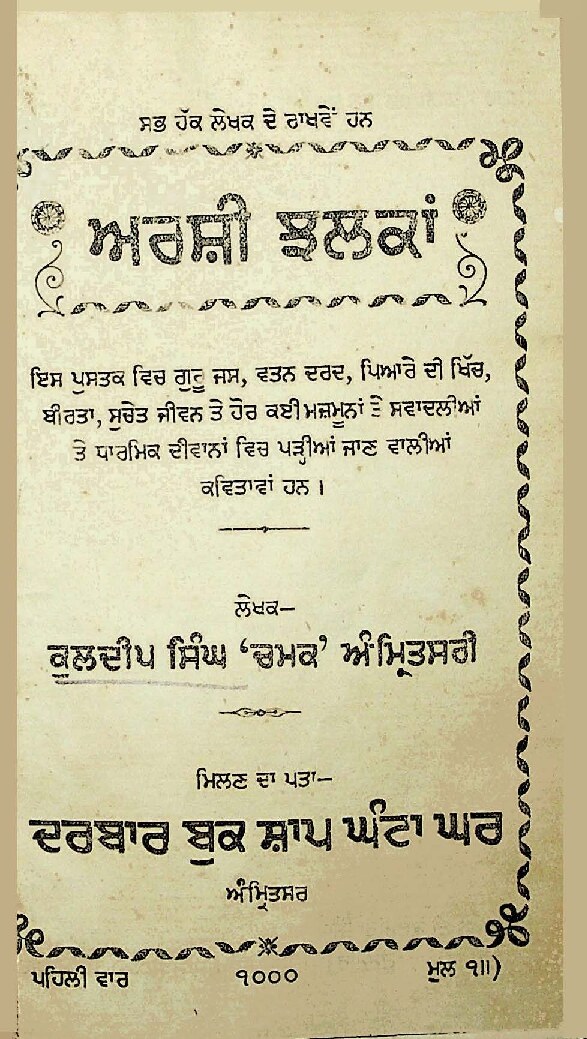 ਸਭ ਹੱਕ ਲੇਖਕ ਦੇ ਰਾਖਵੇਂ ਹਨ
ਅਰਸ਼ੀ ਝਲਕਾਂ
ਇਸ ਪੁਸਤਕ ਵਿਚ ਗੁਰੂ ਜਸ, ਵਤਨ ਦਰਦ, ਪਿਆਰੇ ਦੀ ਖਿੱਚ,
ਬੀਰਤਾ, ਸੁਚੇਤ ਜੀਵਨ ਤੇ ਹੋਰ ਕਈ ਮਜ਼ਮੂਨਾਂ ਤੇ ਸਵਾਦਲੀਆਂ
ਤੇ ਧਾਰਮਿਕ ਦੀਵਾਨਾਂ ਵਿਚ ਪੜ੍ਹੀਆਂ ਜਾਣ ਵਾਲੀਆਂ
ਕਵਿਤਾਵਾਂ ਹਨ ।
ਲੇਖਕ—
ਕੁਲਦੀਪ ਸਿੰਘ ‘ਚਮਕ’ ਅੰਮ੍ਰਿਤਸਰੀ
ਮਿਲਣ ਦਾ ਪਤਾ—
ਦਰਬਾਰ ਬੁਕ ਸ਼ਾਪ ਘੰਟਾ ਘਰ
ਅੰਮ੍ਰਿਤਸਰ
ਪਹਿਲੀ ਵਾਰ ੧੦੦੦ ਮੁਲ ੧॥)